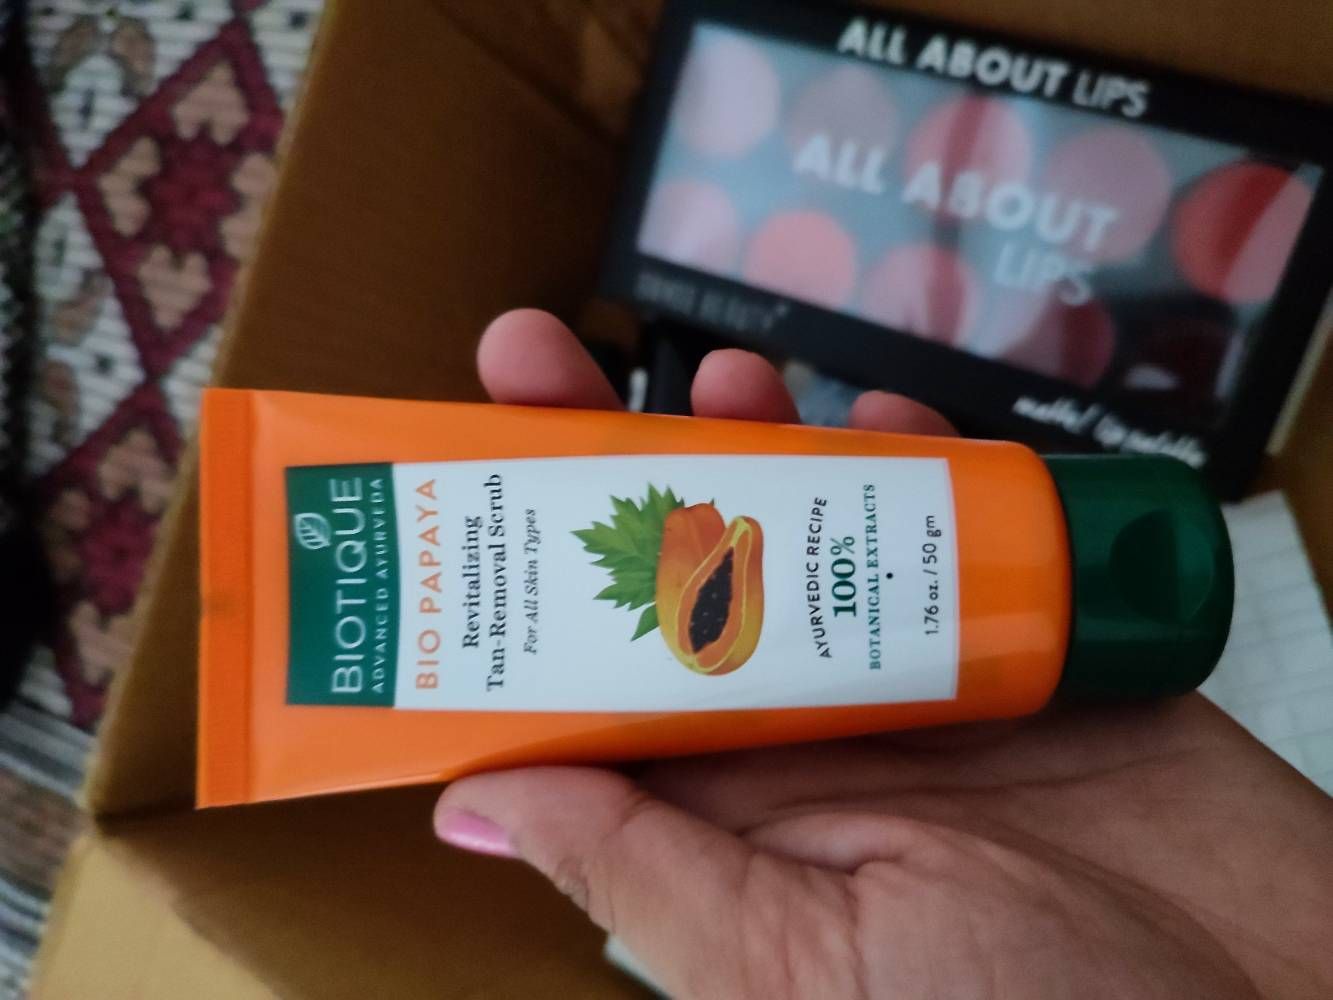 ALL ABOUT LIPS
ALL ABOUT
LIPS
BIOTIQUE
ADVANCED AYURVEDA
BIO PAPAYA
Revitalizing
Tan-Removal Scrub
For All Skin Types
AYURVEDIC RECIPE
100%
BOTANICAL EXTRACTS
1.76 oz. / 50 gm